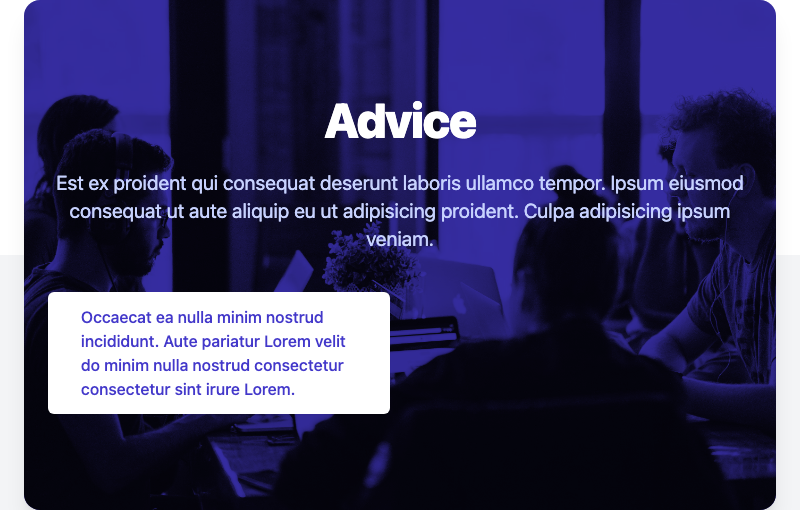 Advice
Est ex proident qui consequat deserunt laboris ullamco tempor. Ipsum eiusmod
consequat ut aute aliquip eu ut adipisicing proident. Culpa adipisicing ipsum
veniam.
Occaecat ea nulla minim nostrud
incididunt. Aute pariatur Lorem velit
do minim nulla nostrud consectetur
consectetur sint irure Lorem.